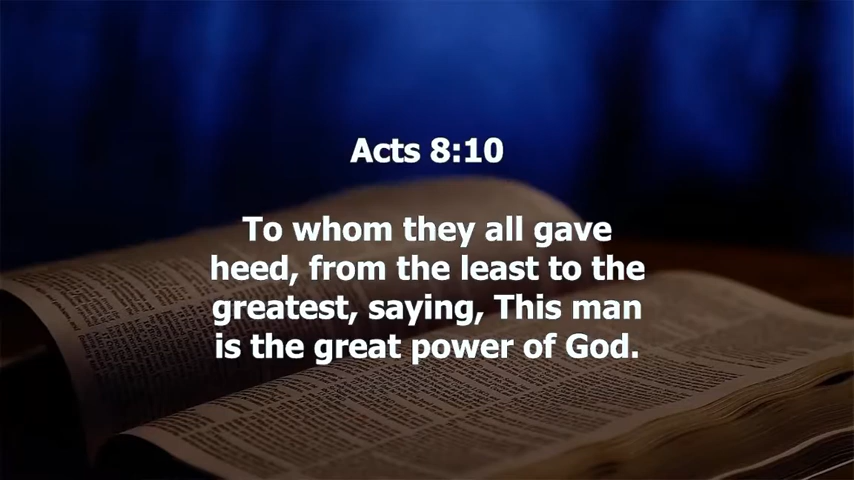 Acts 8:10
To whom they all gave
heed, from the least to the
greatest, saying, This man
is the great power of God.